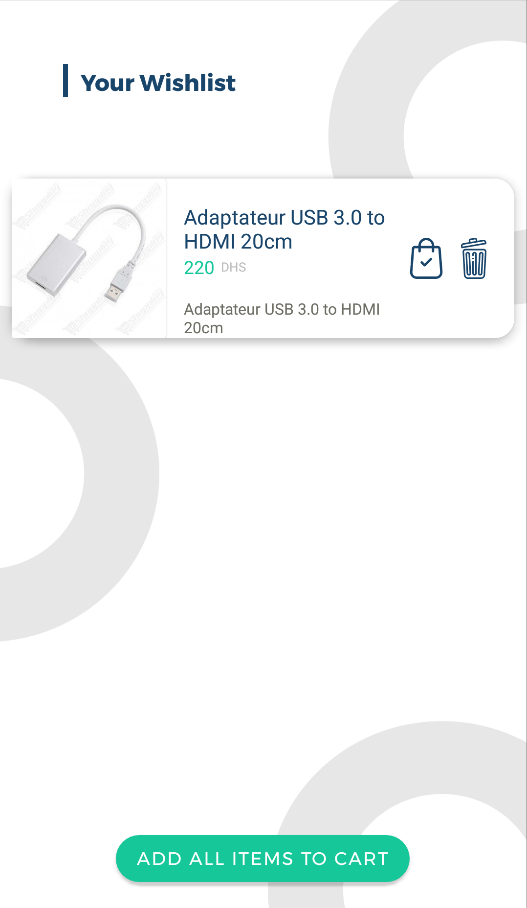 Your Wishlist
Adaptateur USB 3.0 to
HDMI 20cm
220 DHS
Adaptateur USB 3.0 to HDMI
20cm
ADD ALL ITEMS TO CART